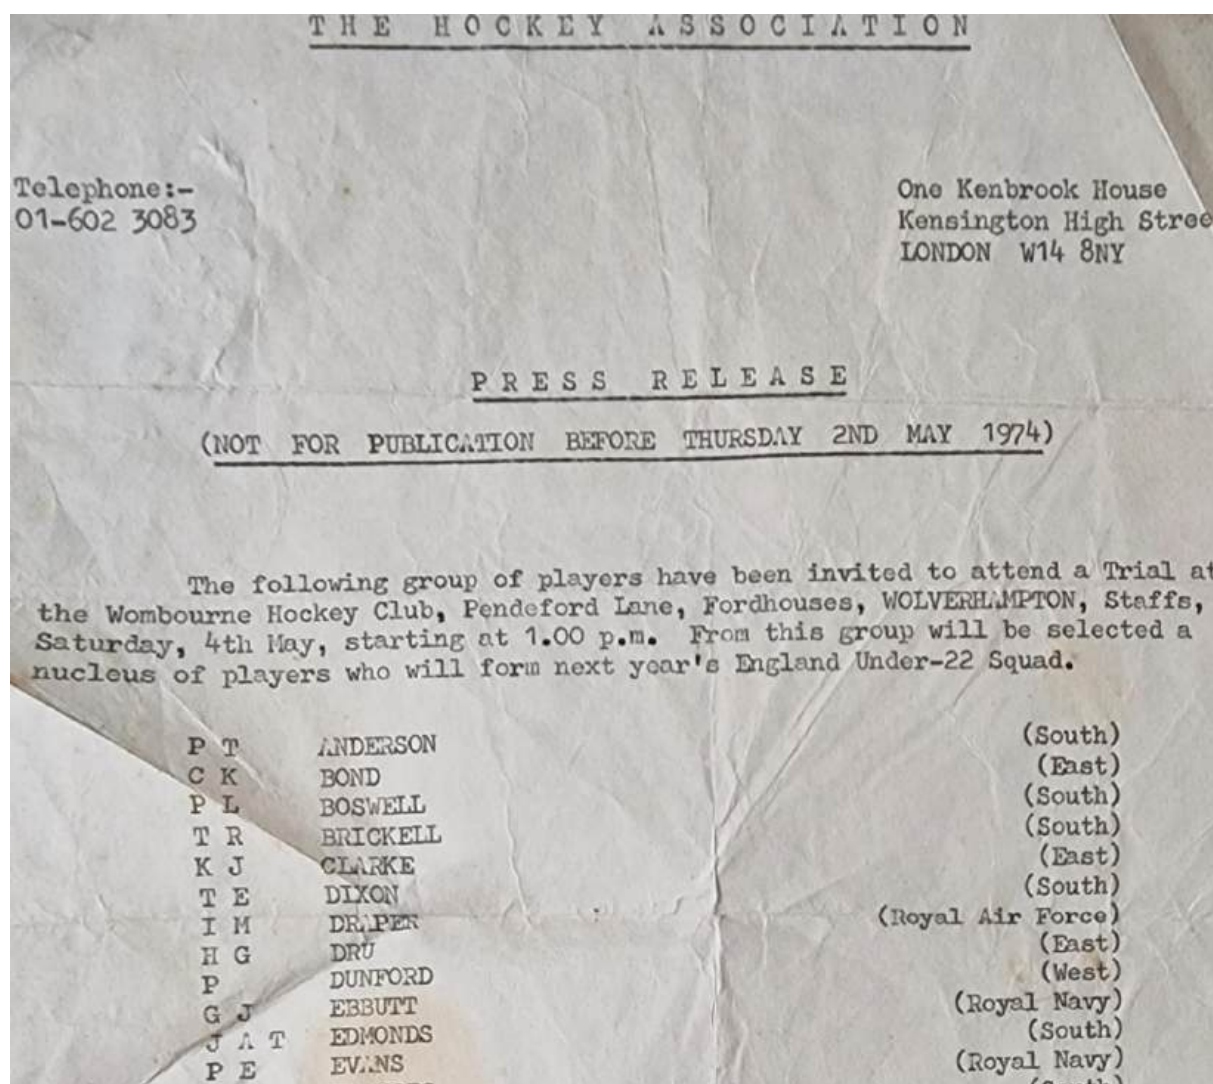 THE HOCKEY ASSOCIATION
Telephone:-
01-602 3083
One Kenbrook House
Kensington High Stree
LONDON W14 8NY
PRESS RELEASE
(NOT FOR PUBLICATION BEFORE THURSDAY 2ND MAY 1974)
The following group of players have been invited to attend a Trial at
the Wombourne Hockey Club, Pendeford Lane, Fordhouses, WOLVERHAMPTON, Staffs,
Saturday, 4th May, starting at 1.00 p.m. From this group will be selected a
nucleus of players who will form next year's England Under-22 Squad.
P T ANDERSON (South)
C K BOND (East)
P L BOSWELL (South)
T R BRICKELL (South)
K J CLARKE (East)
T E DIXON (South)
I M DRAPER (Royal Air Force)
H G DRU (East)
P DUNFORD (West)
G J EBBUTT (Royal Navy)
J A T EDMONDS (South)
P E EVANS (Royal Navy)